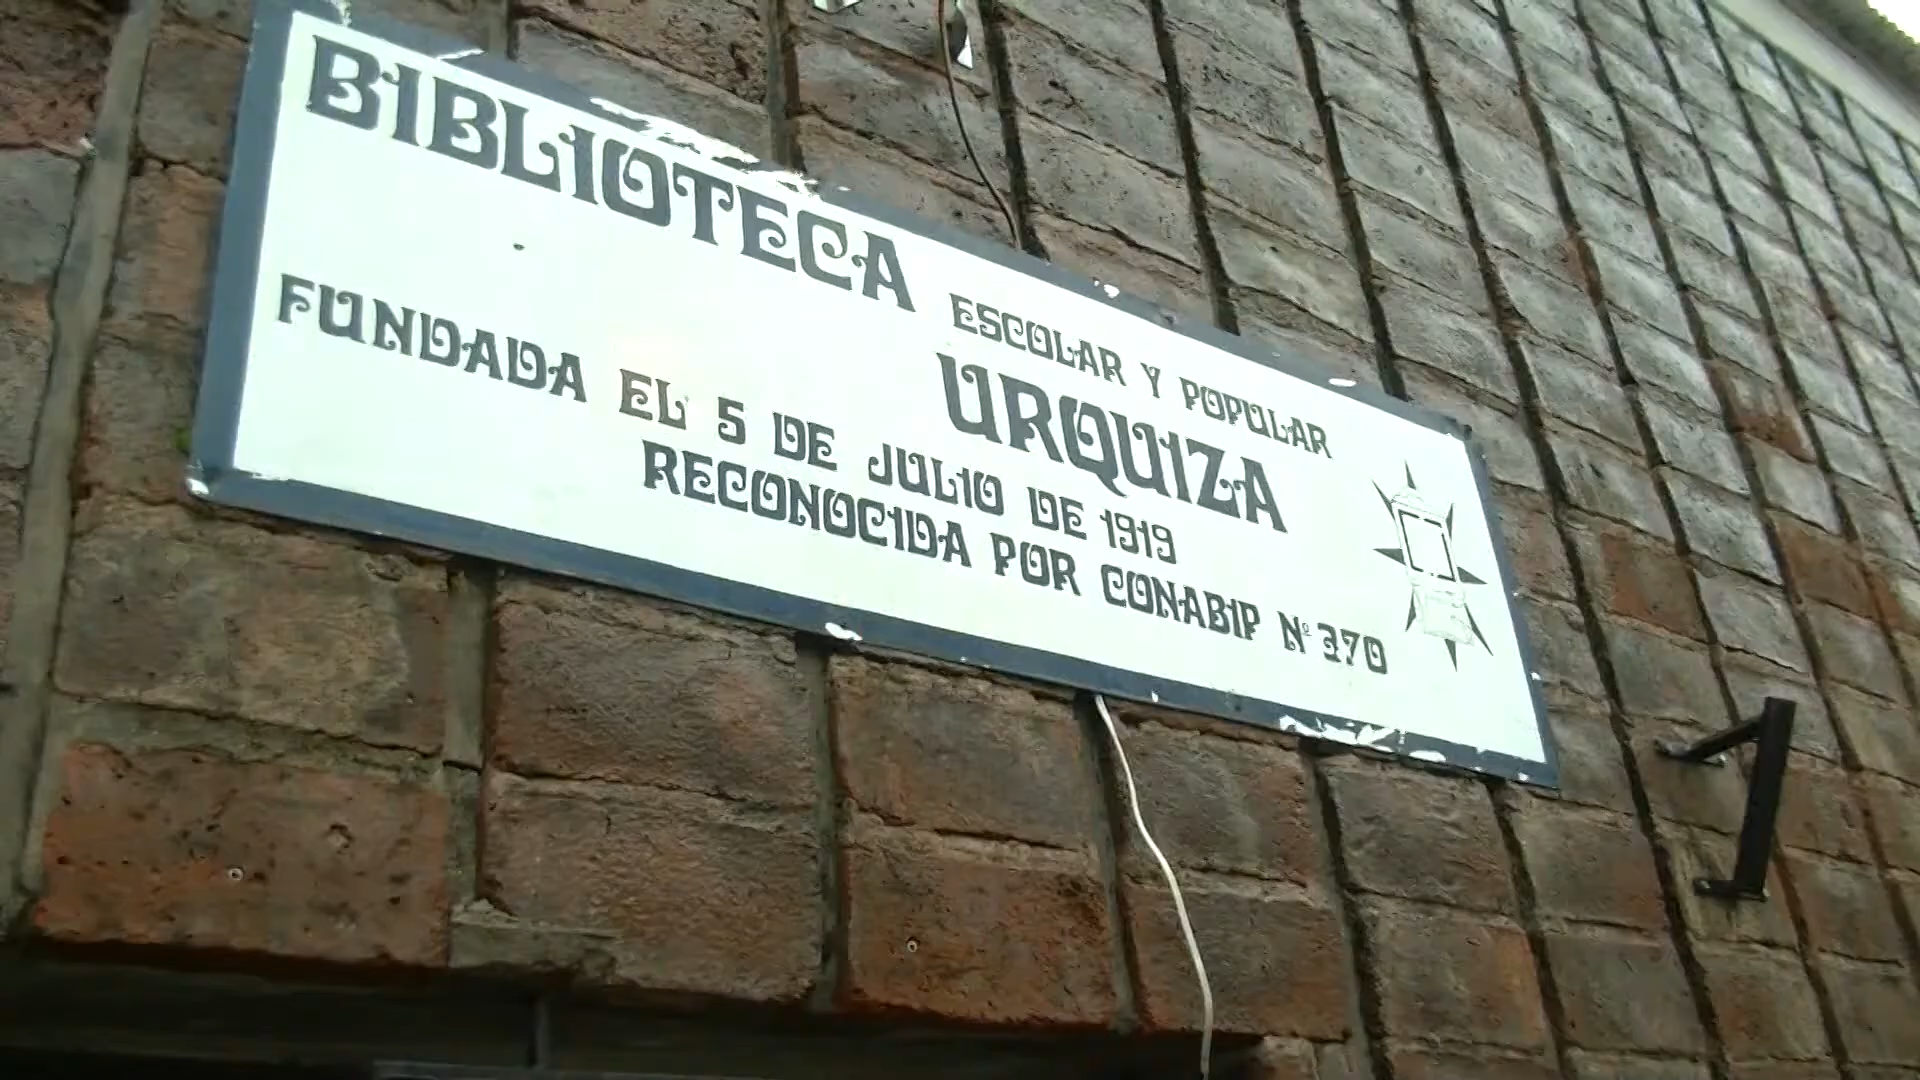 BIBLIOTECA ESCOLAR Y POPULAR
URQUIZA
FUNDADA EL 5 DE JULIO DE 1919
RECONOCIDA POR CONABIP Nº 370